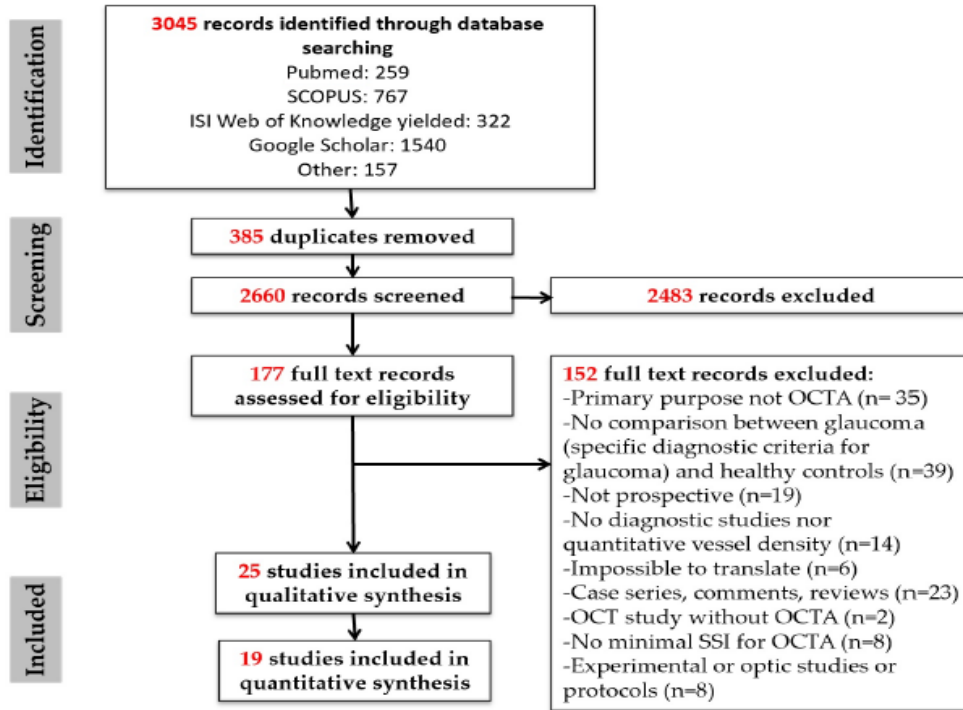 Identification
3045 records identified through database
searching
Pubmed: 259
SCOPUS: 767
ISI Web of Knowledge yielded: 322
Google Scholar: 1540
Other: 157
Screening
385 duplicates removed
2660 records screened
2483 records excluded
Eligibility
177 full text records
assessed for eligibility
152 full text records excluded:
-Primary purpose not OCTA (n= 35)
-No comparison between glaucoma
(specific diagnostic criteria for
glaucoma) and healthy controls (n=39)
-Not prospective (n=19)
-No diagnostic studies nor
quantitative vessel density (n=14)
-Impossible to translate (n=6)
-Case series, comments, reviews (n=23)
-OCT study without OCTA (n=2)
-No minimal SSI for OCTA (n=8)
-Experimental or optic studies or
protocols (n=8)
Included
25 studies included in
qualitative synthesis
19 studies included in
quantitative synthesis